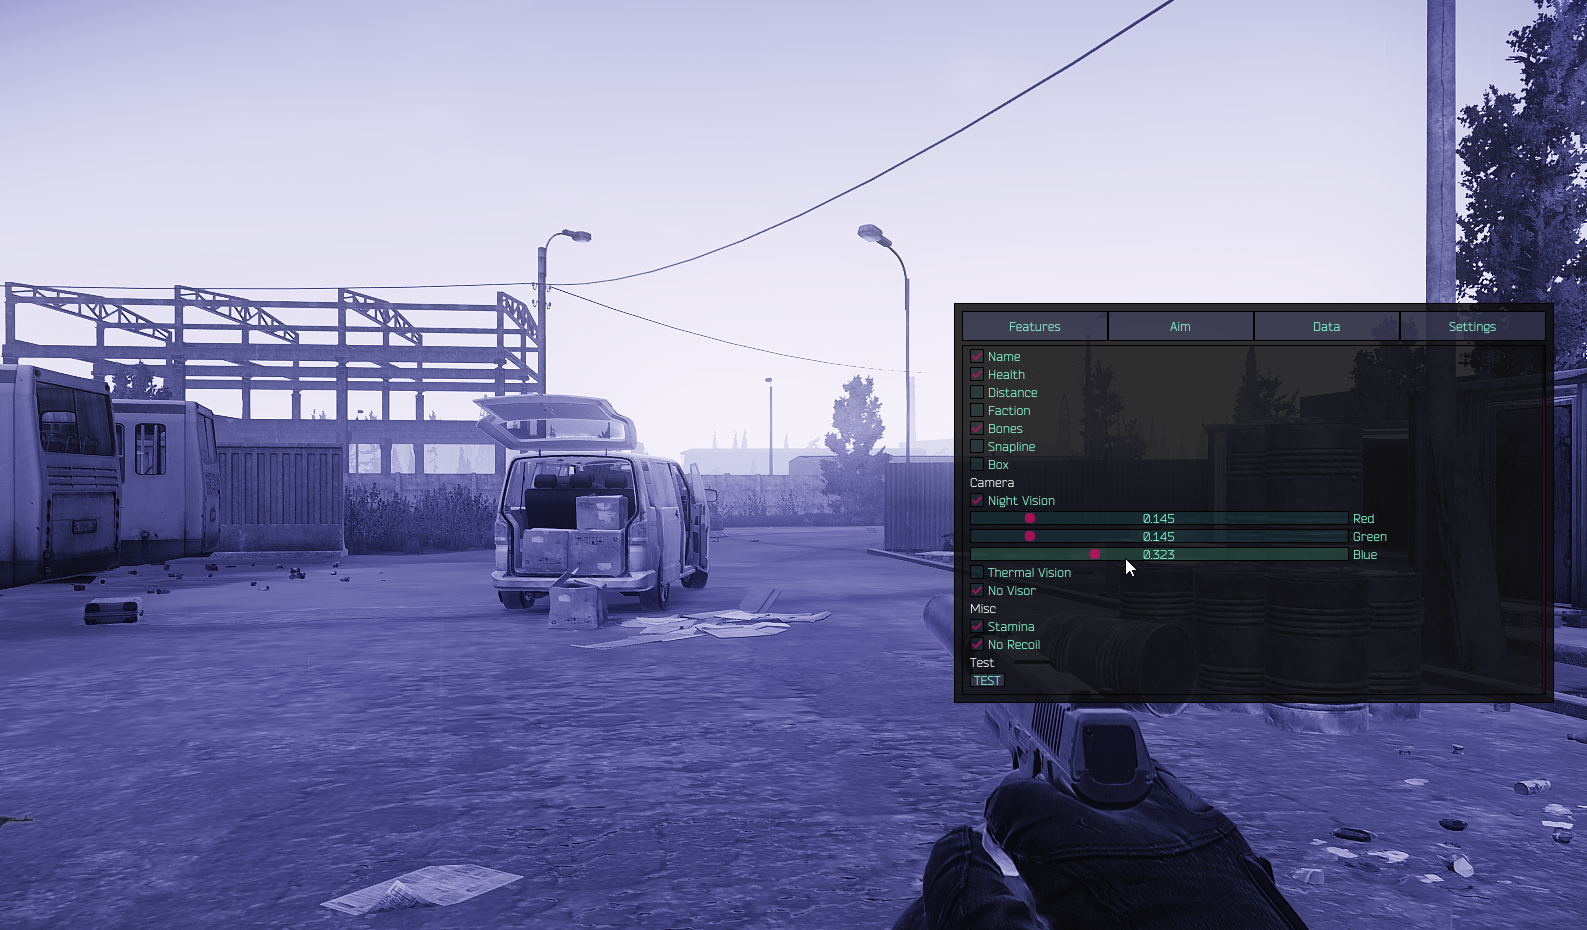 Features Aim Data Settings
Name
Health
Distance
Faction
Bones
Snapline
Box
Camera
Night Vision
0.145 Red
0.145 Green
0.323 Blue
Thermal Vision
No Visor
Misc
Stamina
No Recoil
Test
TEST